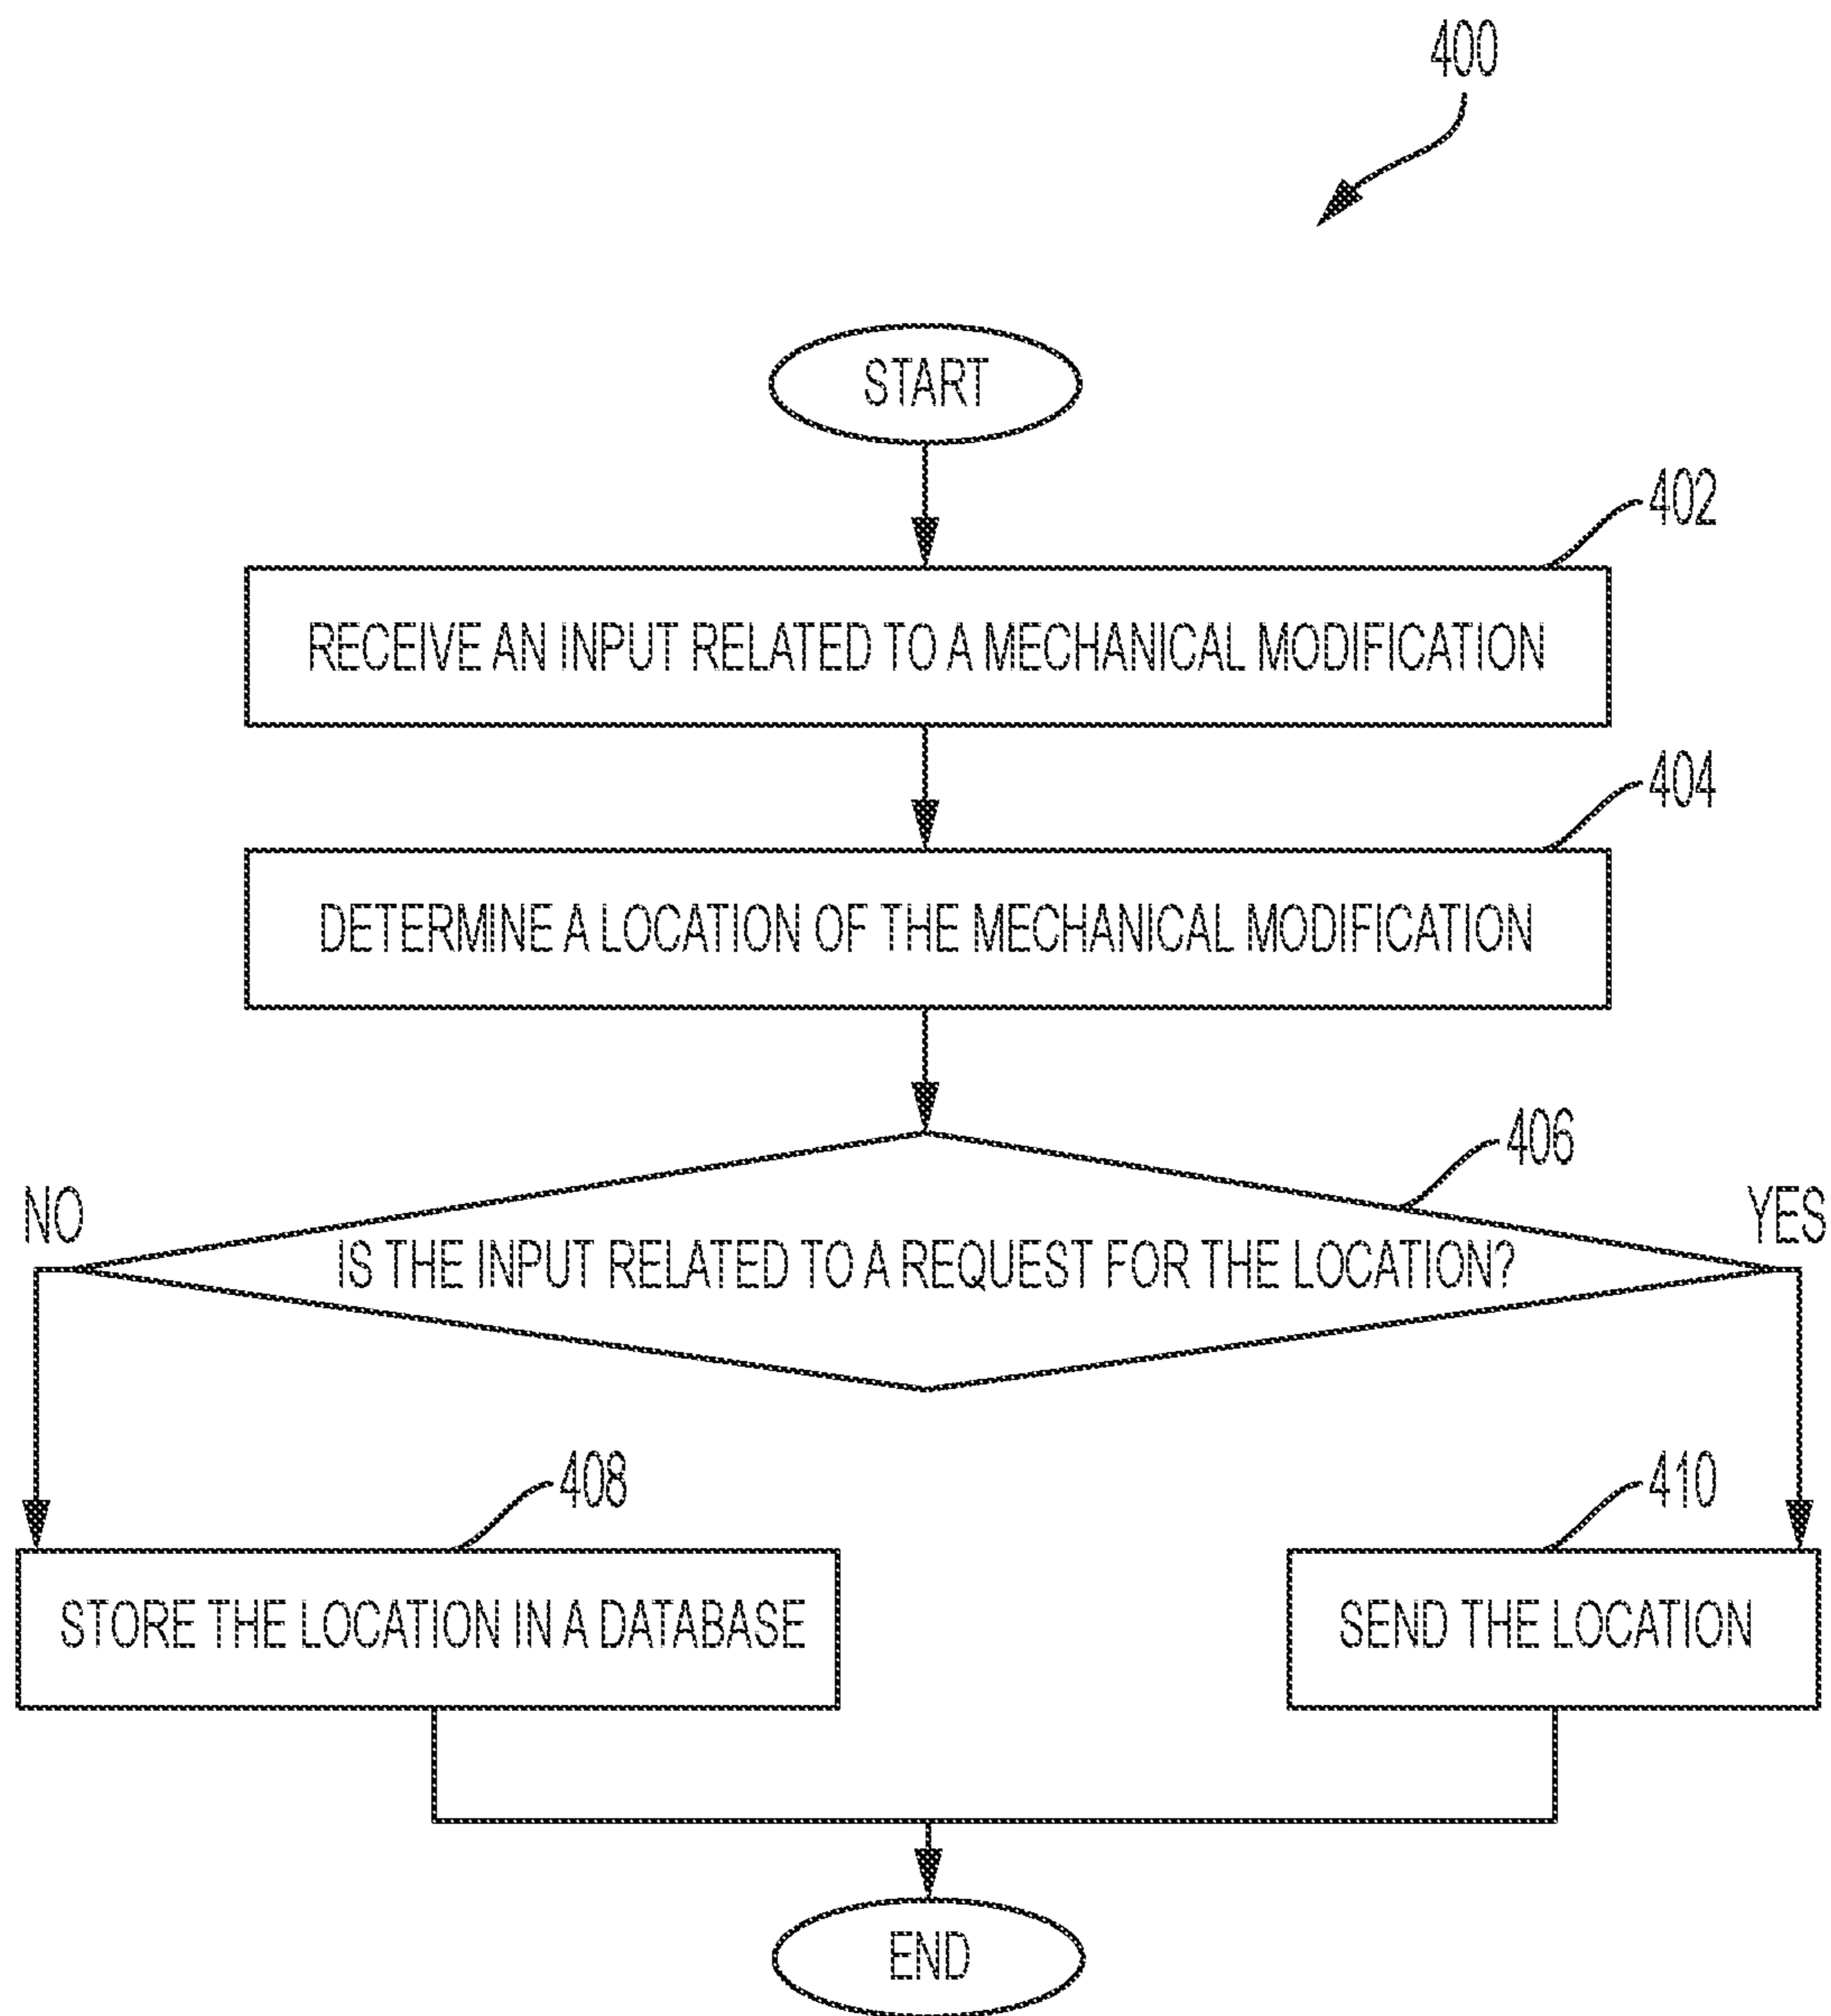 400
START
402
RECEIVE AN INPUT RELATED TO A MECHANICAL MODIFICATION
404
DETERMINE A LOCATION OF THE MECHANICAL MODIFICATION
406
NO
YES
IS THE INPUT RELATED TO A REQUEST FOR THE LOCATION?
408
410
STORE THE LOCATION IN A DATABASE
SEND THE LOCATION
END